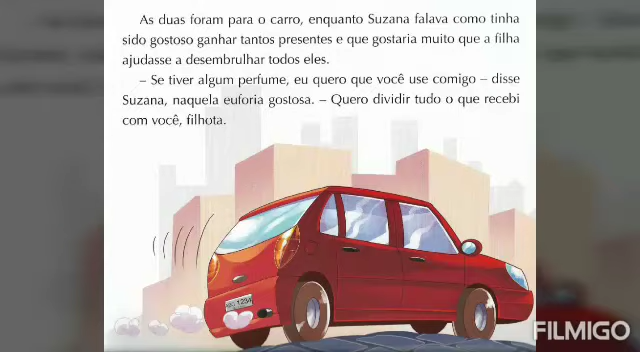 As duas foram para o carro, enquanto Suzana falava como tinha
sido gostoso ganhar tantos presentes e que gostaria muito que a filha
ajudasse a desembrulhar todos eles.
– Se tiver algum perfume, eu quero que você use comigo – disse
Suzana, naquela euforia gostosa. – Quero dividir tudo o que recebi
com você, filhota.
1234
FILMIGO